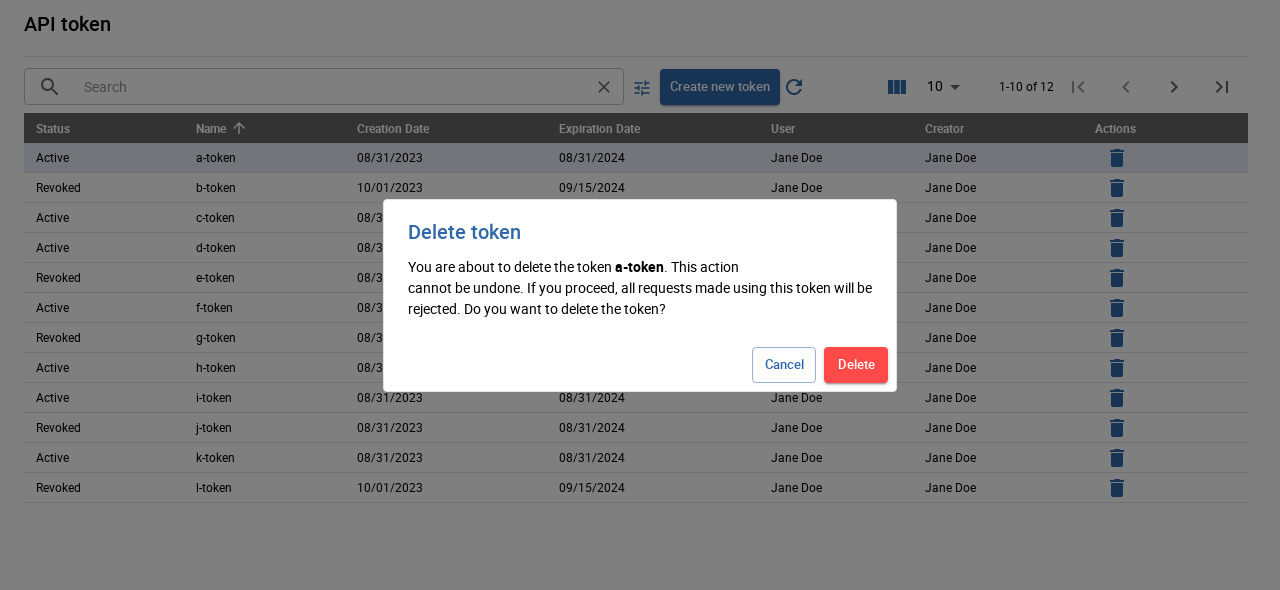 API token
Search
Create new token
10
1-10 of 12
Status Name Creation Date Expiration Date User Creator Actions
Active a-token 08/31/2023 08/31/2024 Jane Doe Jane Doe
Revoked b-token 10/01/2023 09/15/2024 Jane Doe Jane Doe
Active c-token 08/3 Jane Doe
Active d-token 08/3 Jane Doe
Revoked e-token 08/3 Jane Doe
Active f-token 08/3 Jane Doe
Revoked g-token 08/3 Jane Doe
Active h-token 08/3 Jane Doe
Active i-token 08/31/2023 08/31/2024 Jane Doe Jane Doe
Revoked j-token 08/31/2023 08/31/2024 Jane Doe Jane Doe
Active k-token 08/31/2023 08/31/2024 Jane Doe Jane Doe
Revoked l-token 10/01/2023 09/15/2024 Jane Doe Jane Doe
Delete token
You are about to delete the token a-token. This action
cannot be undone. If you proceed, all requests made using this token will be
rejected. Do you want to delete the token?
Cancel Delete